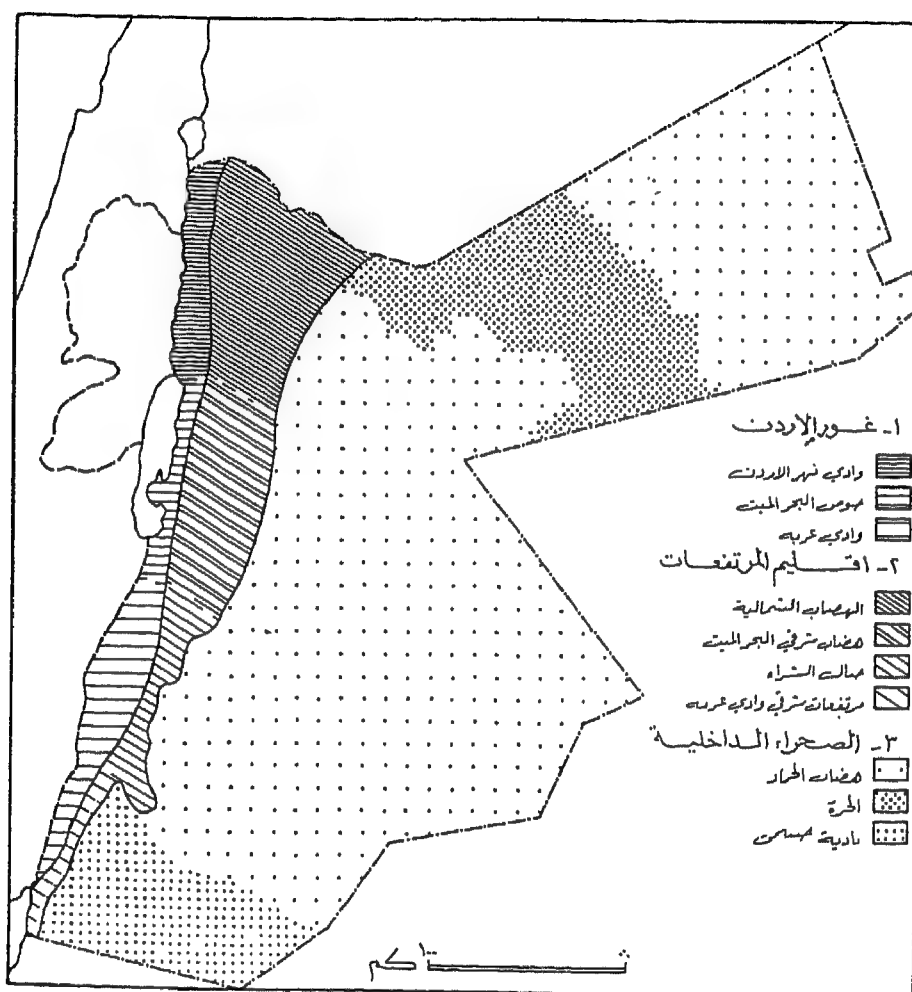 ١- غور الأردن
وادي نهر الأردن
حوض البحر الميت
وادي عربه
٢- اقليم المرتفعات
الهضاب الشمالية
هضاب شرقي البحر الميت
جبال الشراه
مرتفعات شرقي وادي عربه
٣- الصحراء الداخلية
هضاب الحماد
الحرة
بادية حسمى
كم